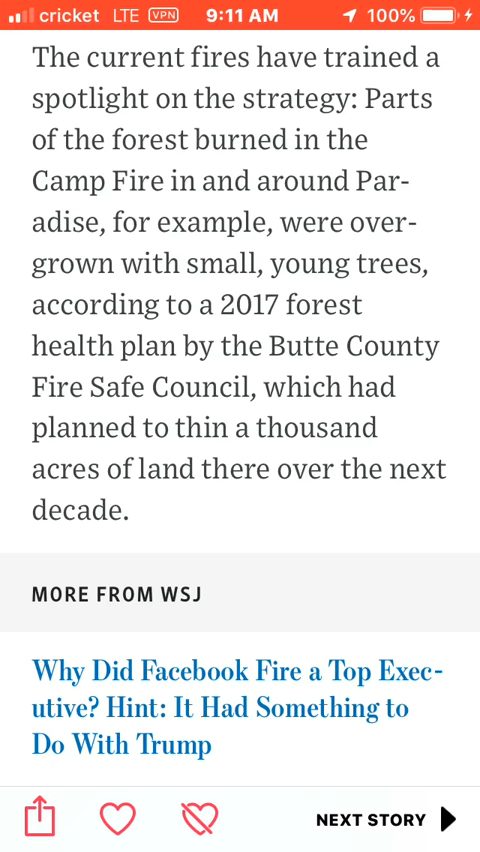 cricket LTE VPN 9:11 AM 100%
The current fires have trained a
spotlight on the strategy: Parts
of the forest burned in the
Camp Fire in and around Par-
adise, for example, were over-
grown with small, young trees,
according to a 2017 forest
health plan by the Butte County
Fire Safe Council, which had
planned to thin a thousand
acres of land there over the next
decade.
MORE FROM WSJ
Why Did Facebook Fire a Top Exec-
utive? Hint: It Had Something to
Do With Trump
NEXT STORY